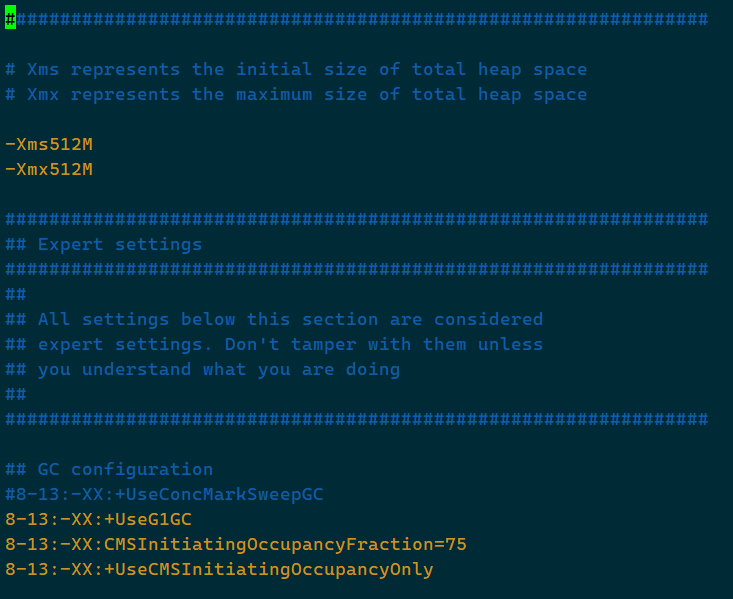 ################################################################

# Xms represents the initial size of total heap space
# Xmx represents the maximum size of total heap space

-Xms512M
-Xmx512M

################################################################
## Expert settings
################################################################
##
## All settings below this section are considered
## expert settings. Don't tamper with them unless
## you understand what you are doing
##
################################################################

## GC configuration
#8-13:-XX:+UseConcMarkSweepGC
8-13:-XX:+UseG1GC
8-13:-XX:CMSInitiatingOccupancyFraction=75
8-13:-XX:+UseCMSInitiatingOccupancyOnly